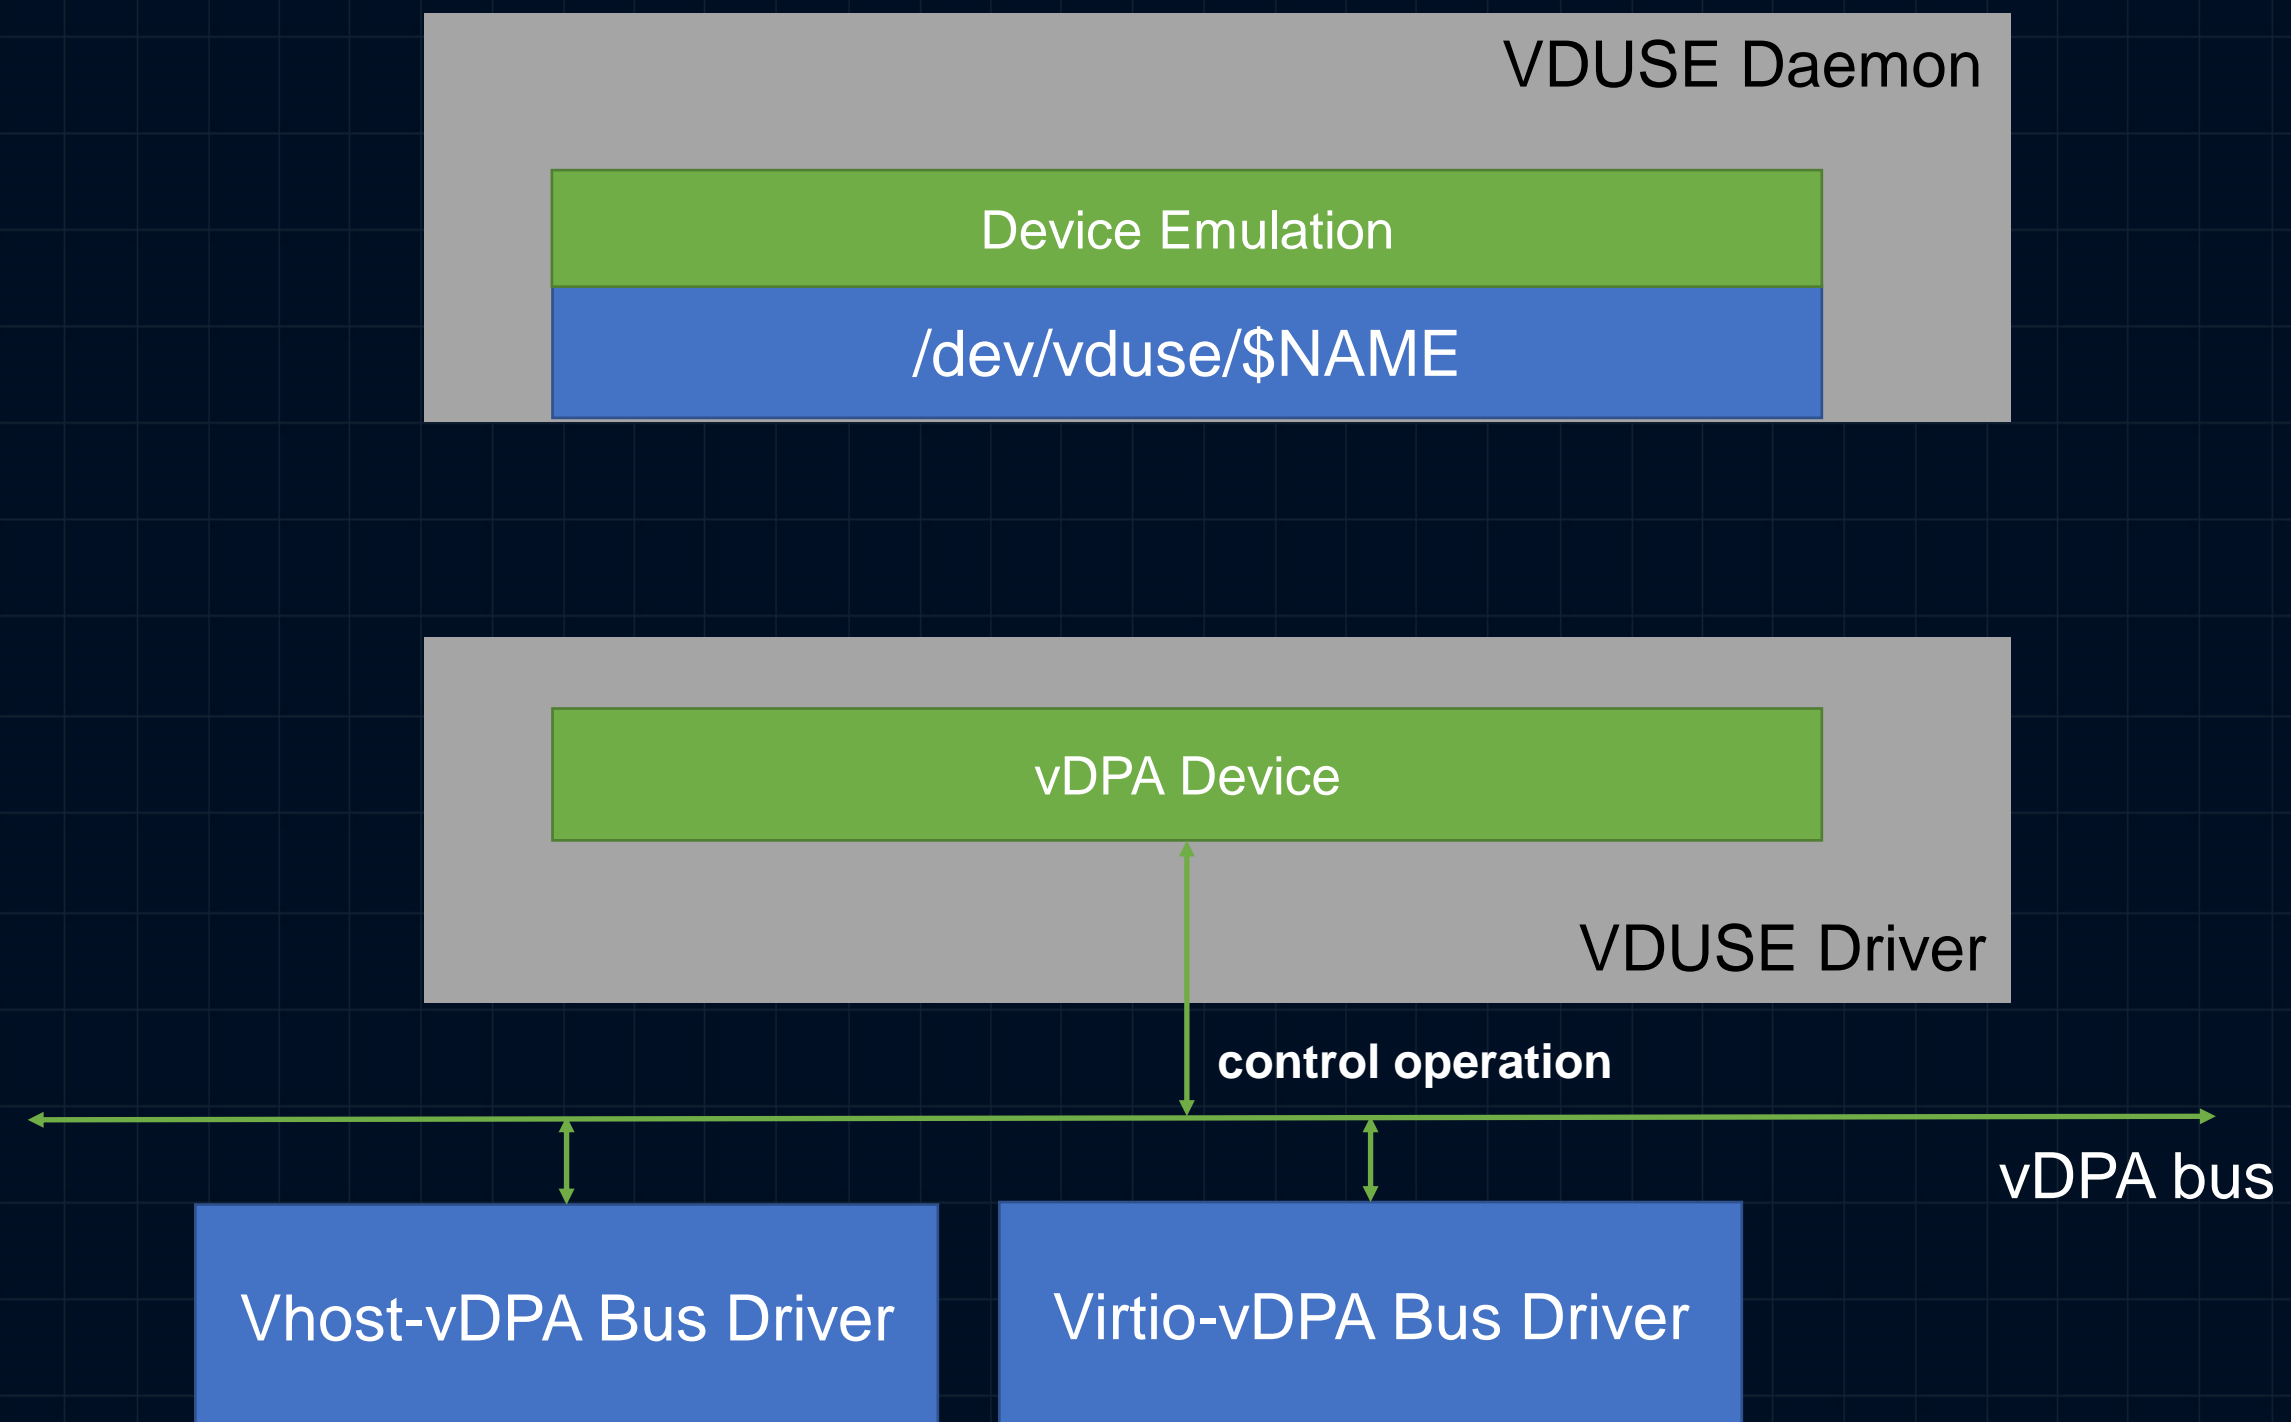 VDUSE Daemon
Device Emulation
/dev/vduse/$NAME
vDPA Device
VDUSE Driver
control operation
vDPA bus
Vhost-vDPA Bus Driver
Virtio-vDPA Bus Driver